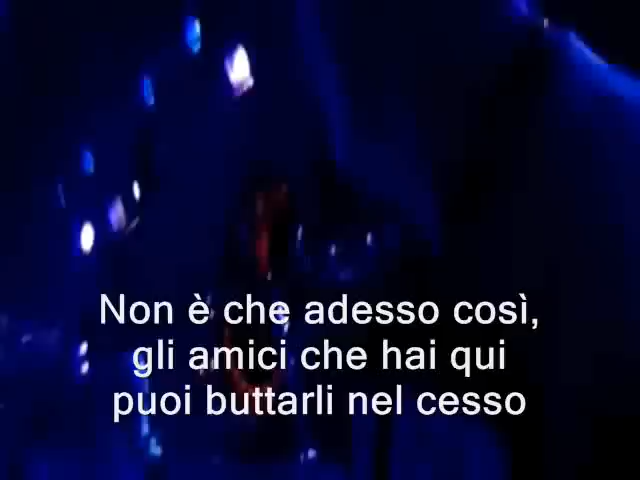 Non è che adesso così,
gli amici che hai qui
puoi buttarli nel cesso